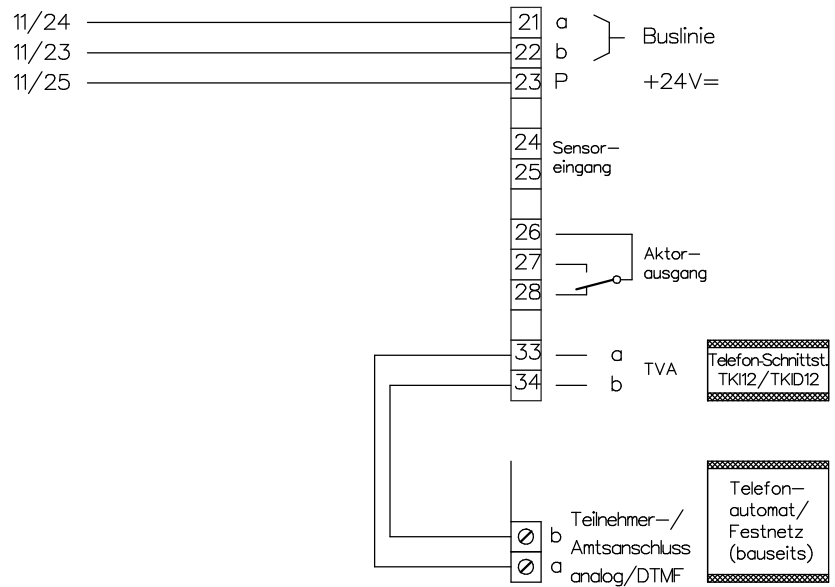 11/24 21 a
Buslinie
11/23 22 b
11/25 23 P +24V=
24
Sensor-
25 eingang
26
27 Aktor-
ausgang
28
33 a
TVA
34 b
Telefon-Schnittst.
TKI12/TKID12
b
a
Teilnehmer-/
Amtsanschluss
analog/DTMF
Telefon-
automat/
Festnetz
(bauseits)